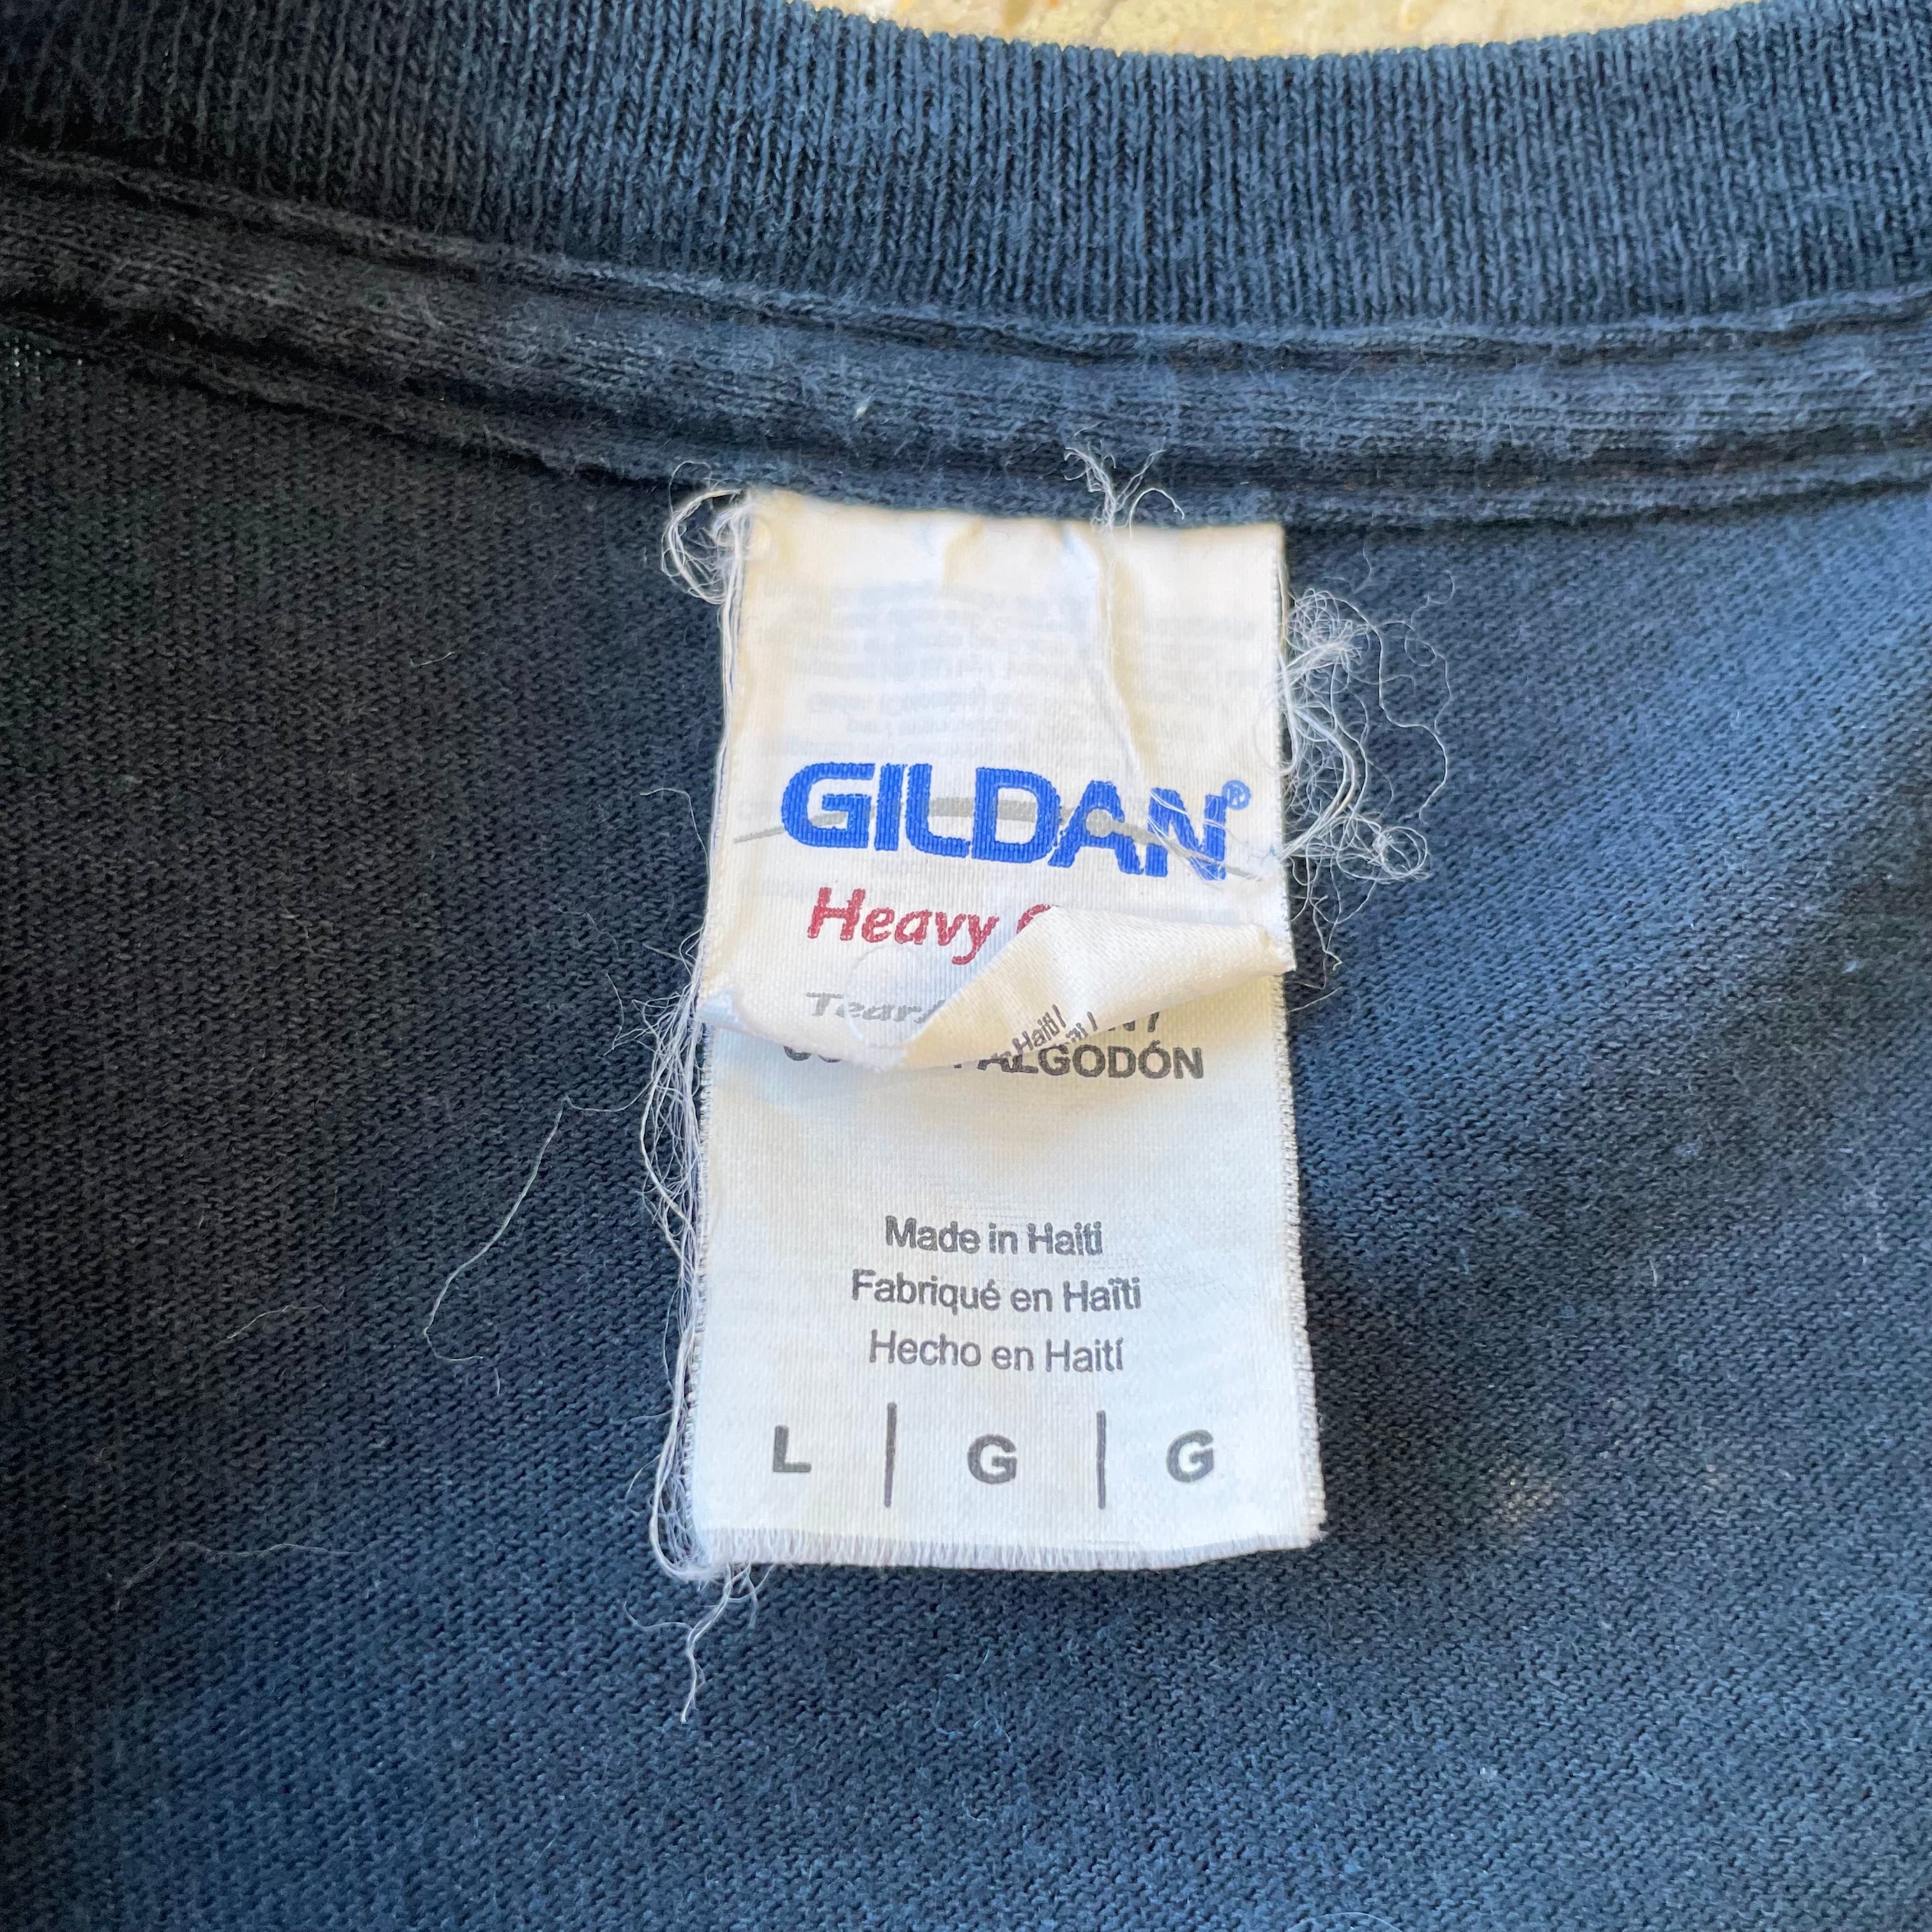 GILDAN®
Heavy
ALGODÓN
Made in Haiti
Fabriqué en Haïti
Hecho en Haití
L | G | G